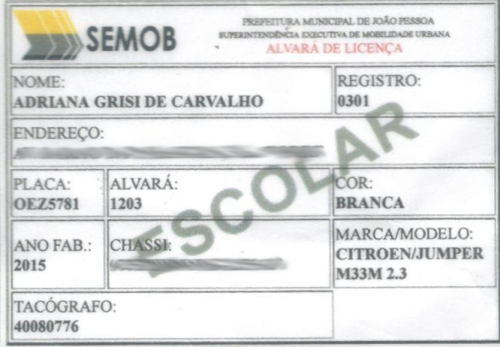 SEMOB
PREFEITURA MUNICIPAL DE JOÃO PESSOA
SUPERINTENDÊNCIA EXECUTIVA DE MOBILIDADE URBANA
ALVARÁ DE LICENÇA
NOME:
ADRIANA GRISI DE CARVALHO
REGISTRO:
0301
ENDEREÇO:
ESCOLAR
PLACA:
OEZ5781
ALVARÁ:
1203
COR:
BRANCA
ANO FAB.:
2015
CHASSI:
MARCA/MODELO:
CITROEN/JUMPER
M33M 2.3
TACÓGRAFO:
40080776